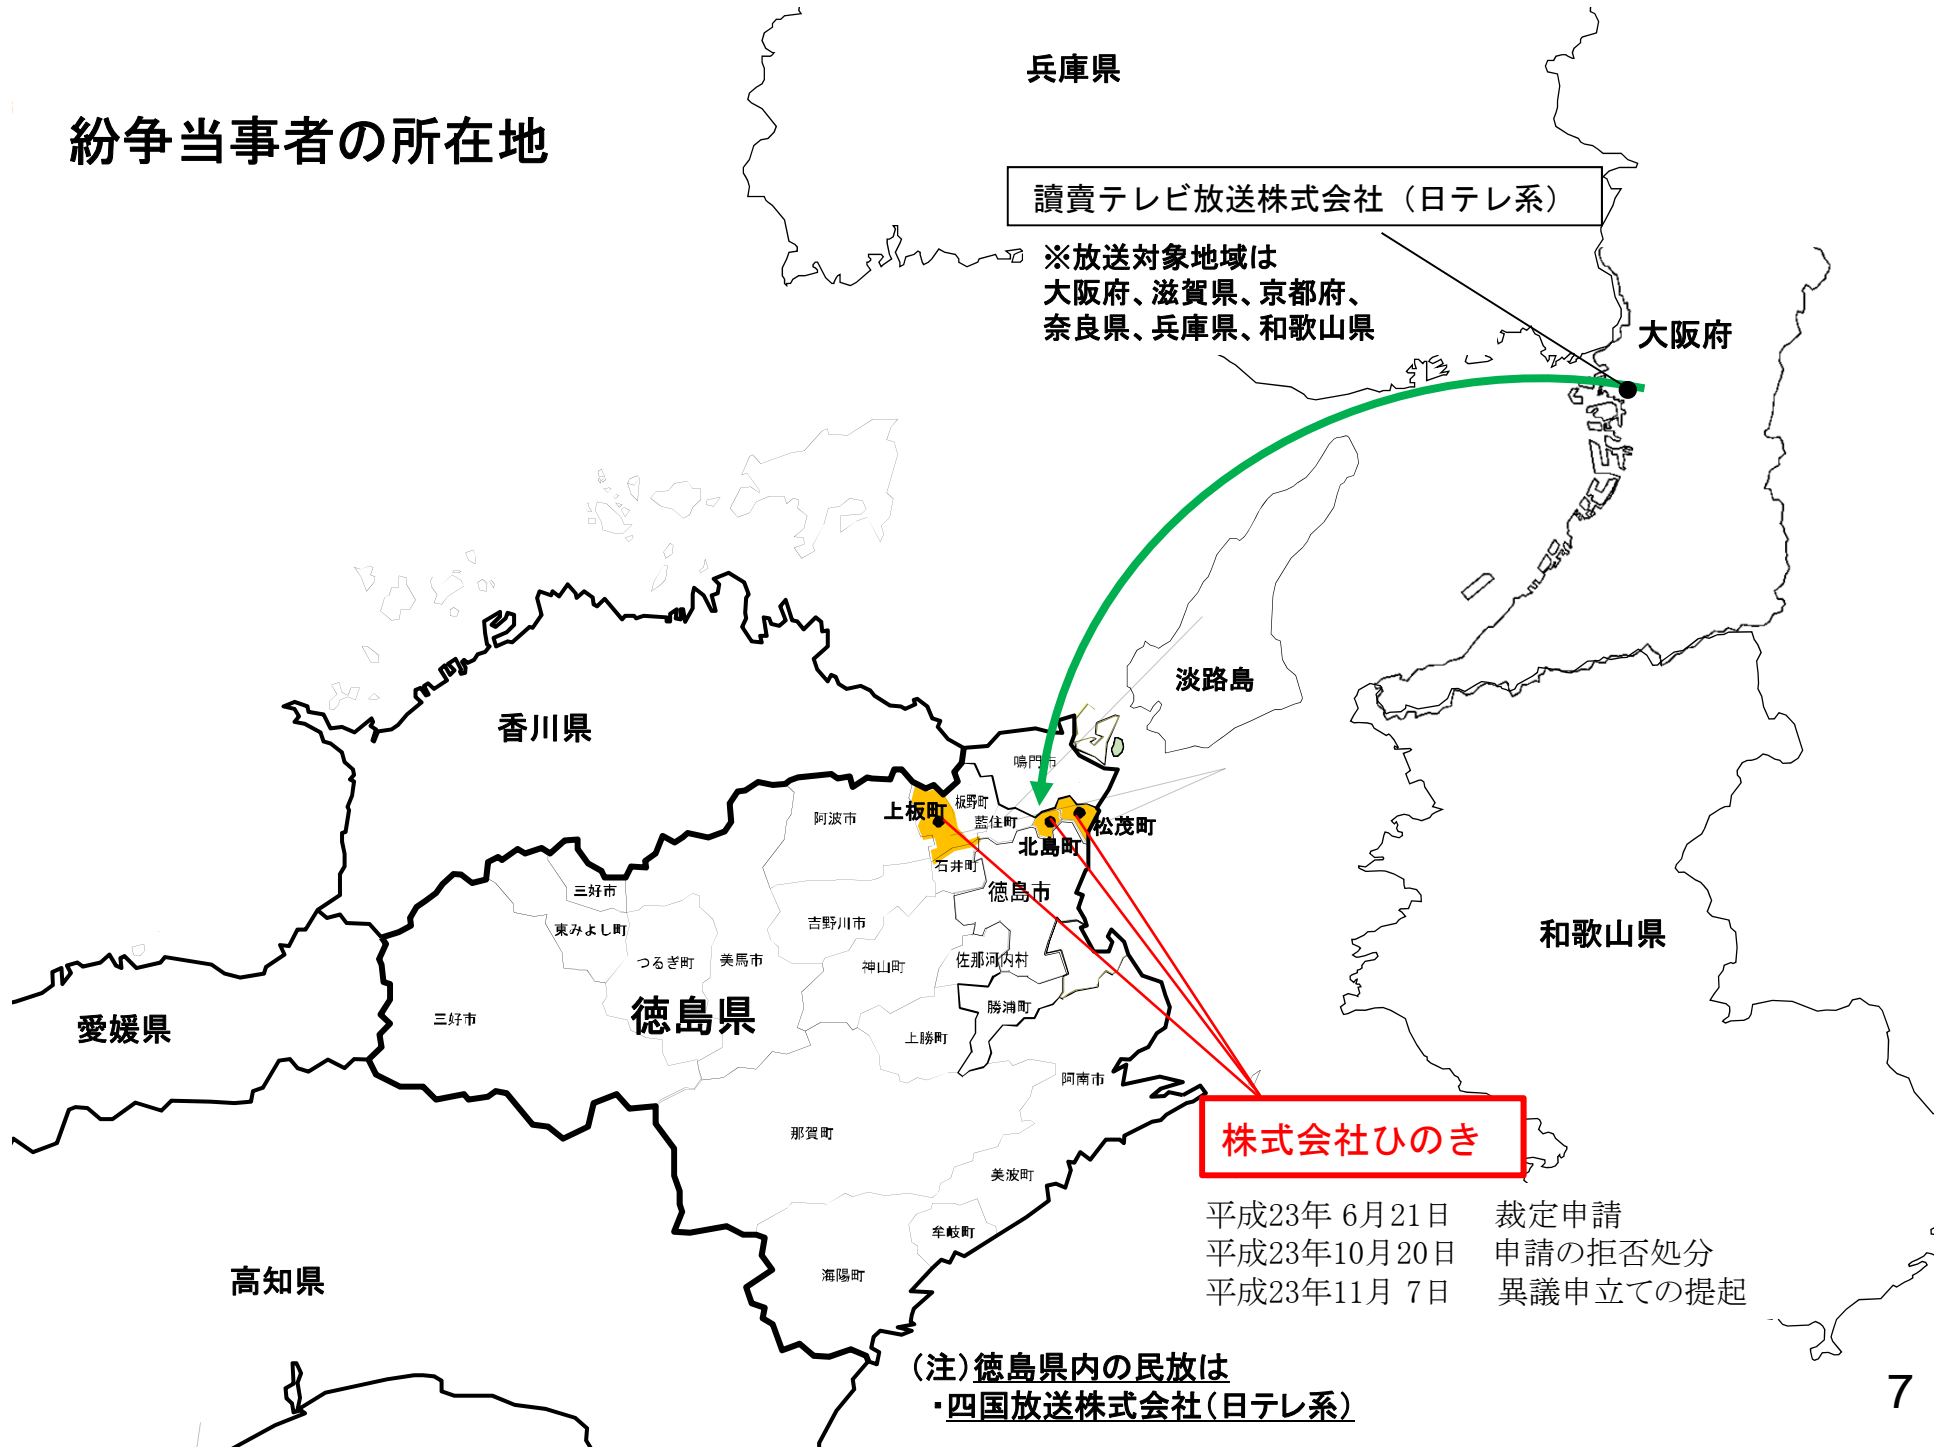 紛争当事者の所在地
兵庫県
讀賣テレビ放送株式会社（日テレ系）
※放送対象地域は
大阪府、滋賀県、京都府、
奈良県、兵庫県、和歌山県
大阪府
淡路島
香川県
鳴門市
板野町
上板町
阿波市
藍住町
松茂町
北島町
石井町
徳島市
三好市
東みよし町
吉野川市
つるぎ町
美馬市
神山町
佐那河内村
和歌山県
愛媛県
三好市
徳島県
勝浦町
上勝町
阿南市
那賀町
株式会社ひのき
美波町
牟岐町
海陽町
高知県
平成23年 6月21日　裁定申請
平成23年10月20日　申請の拒否処分
平成23年11月 7日　異議申立ての提起
（注）徳島県内の民放は
・四国放送株式会社（日テレ系）
7